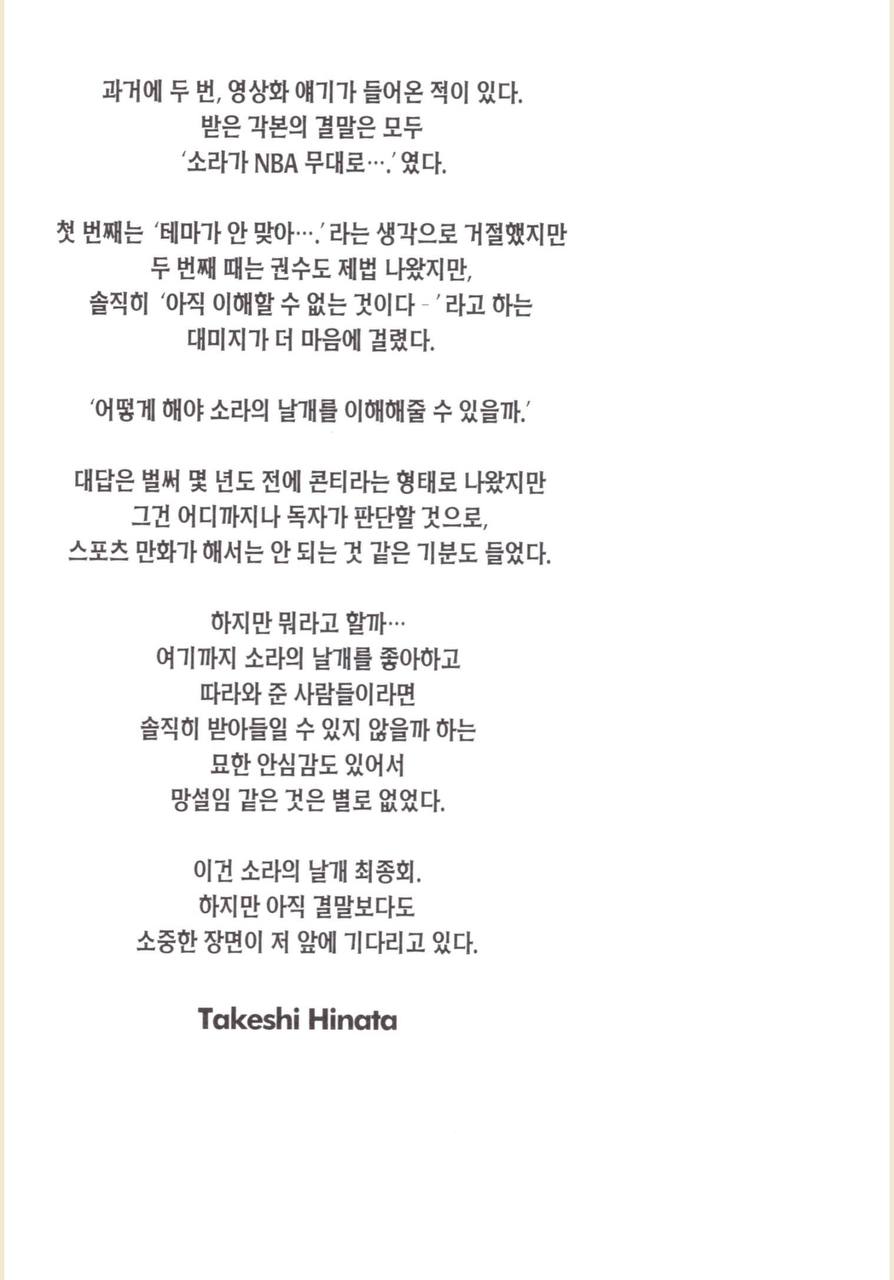 과거에 두 번, 영상화 얘기가 들어온 적이 있다.
받은 각본의 결말은 모두
‘소라가 NBA 무대로….’였다.
첫 번째는 ‘테마가 안 맞아….’라는 생각으로 거절했지만
두 번째 때는 권수도 제법 나왔지만,
솔직히 ‘아직 이해할 수 없는 것이다 - ’라고 하는
대미지가 더 마음에 걸렸다.
‘어떻게 해야 소라의 날개를 이해해줄 수 있을까.’
대답은 벌써 몇 년도 전에 콘티라는 형태로 나왔지만
그건 어디까지나 독자가 판단할 것으로,
스포츠 만화가 해서는 안 되는 것 같은 기분도 들었다.
하지만 뭐라고 할까…
여기까지 소라의 날개를 좋아하고
따라와 준 사람들이라면
솔직히 받아들일 수 있지 않을까 하는
묘한 안심감도 있어서
망설임 같은 것은 별로 없었다.
이건 소라의 날개 최종회.
하지만 아직 결말보다도
소중한 장면이 저 앞에 기다리고 있다.
Takeshi Hinata